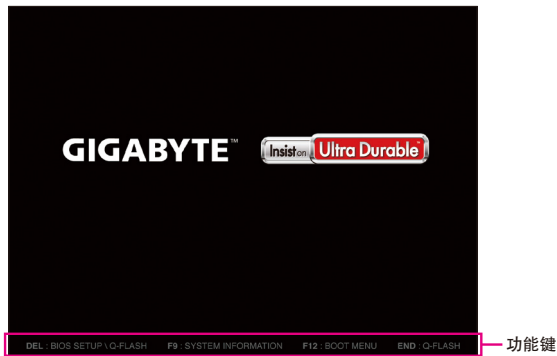 GIGABYTE™
Insist on Ultra Durable™
DEL : BIOS SETUP \ Q-FLASH F9 : SYSTEM INFORMATION F12 : BOOT MENU END : Q-FLASH
功能键